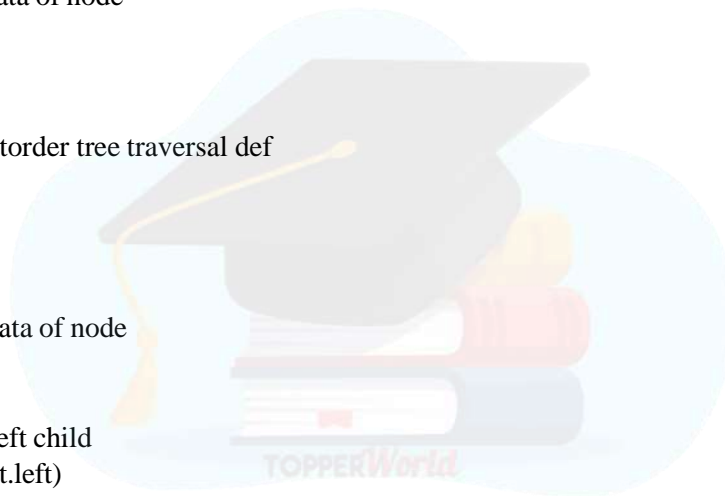 ata of node
torder tree traversal def
ata of node
eft child
t.left)
TOPPERWorld